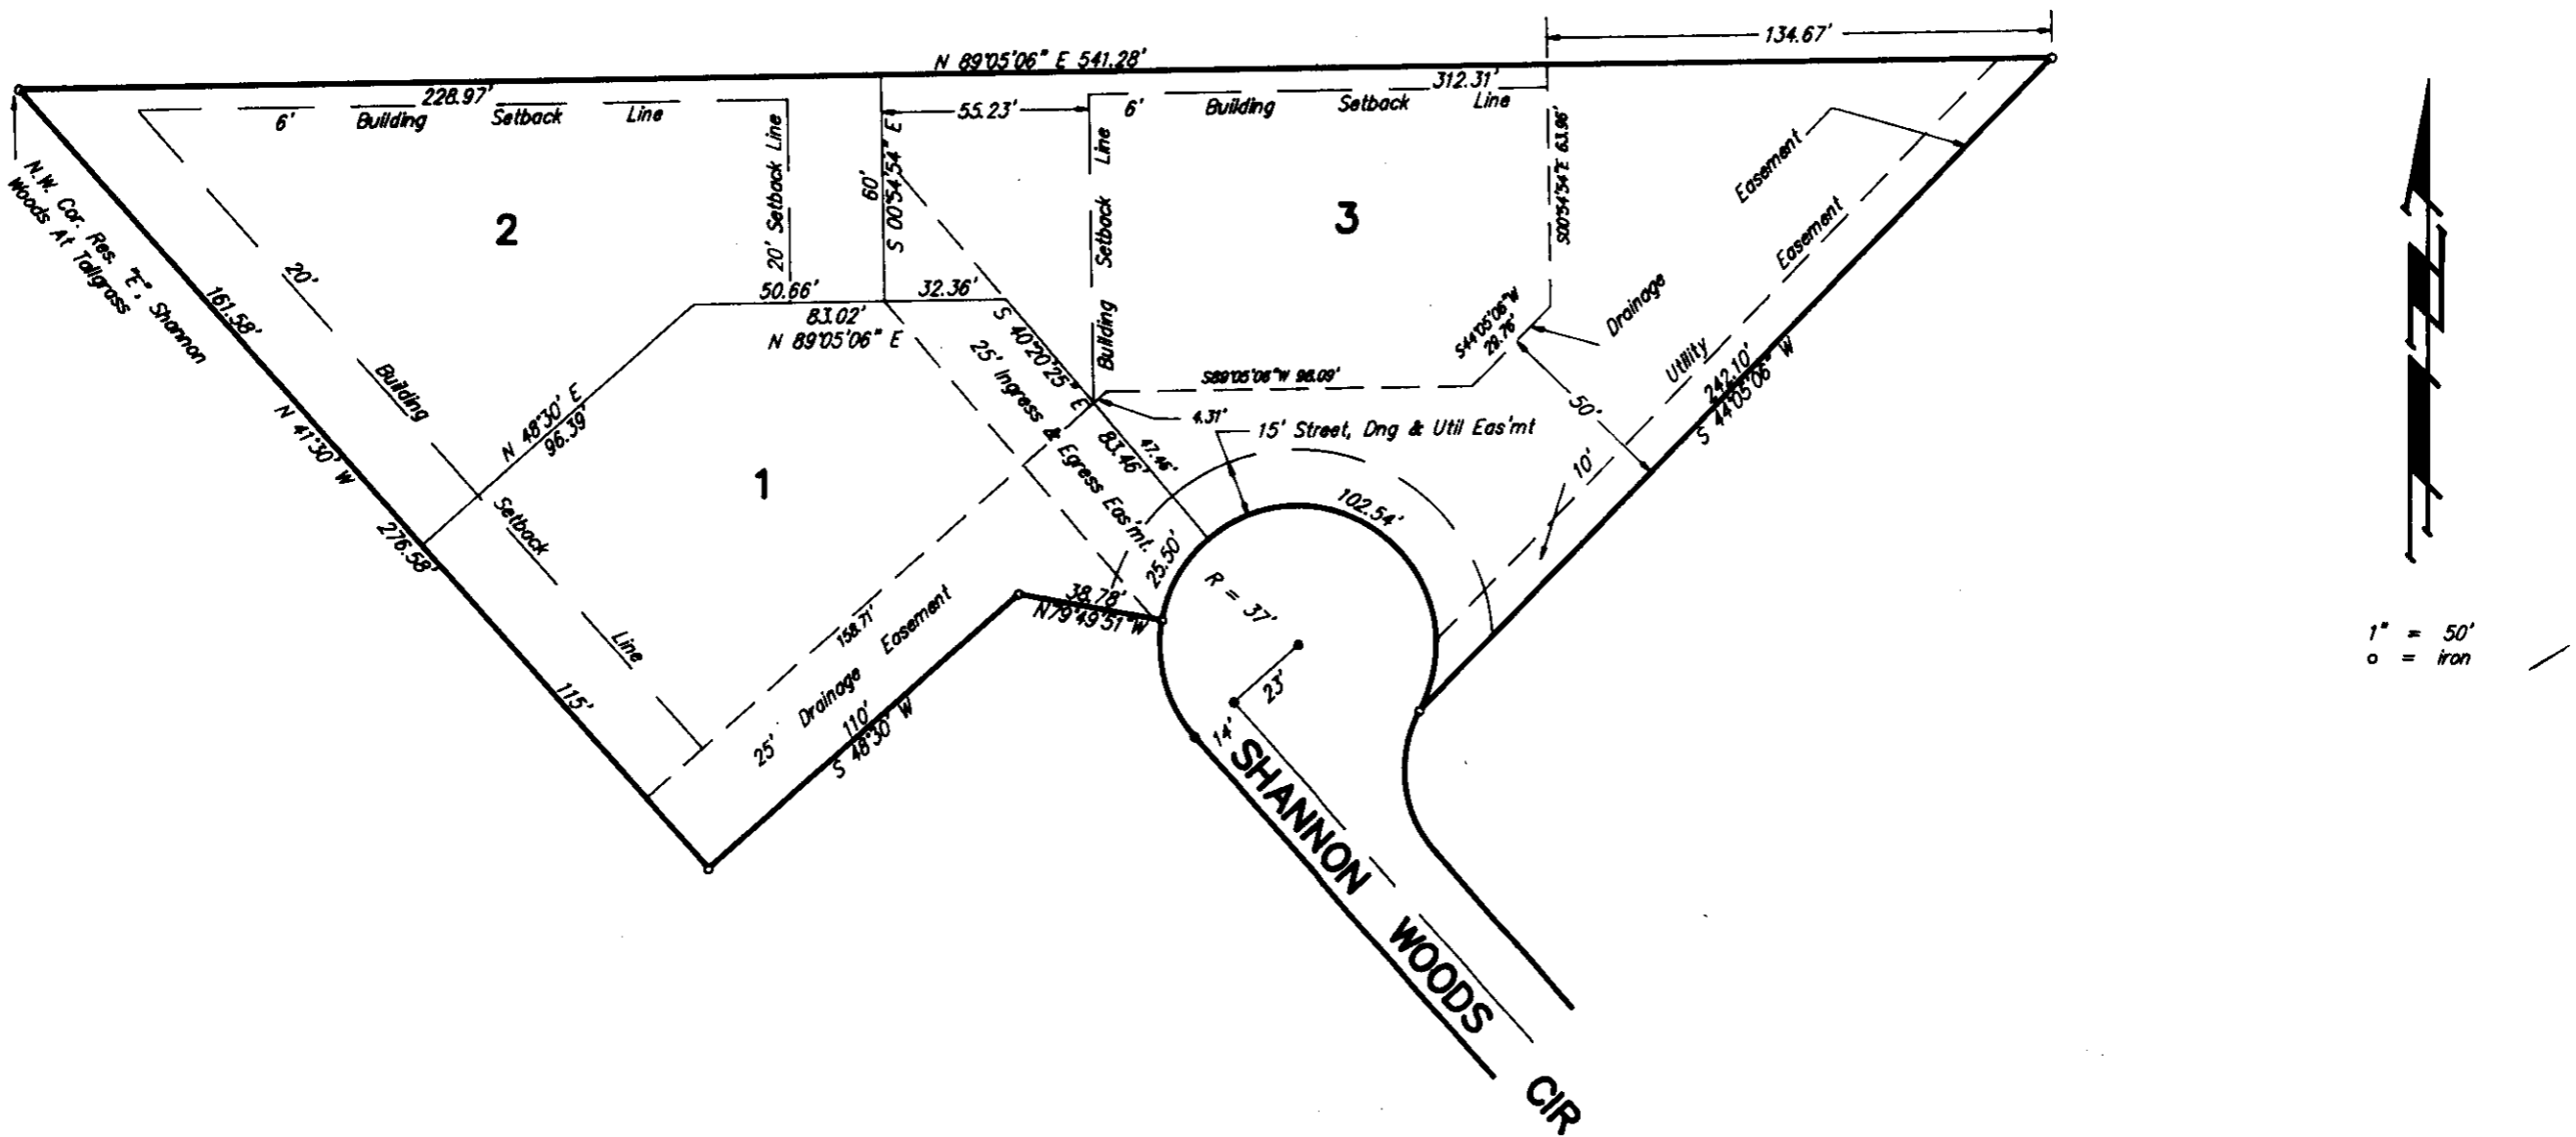 134.67'
N 89°05'06" E 541.28'
228.97'
312.31'
6' Building Setback Line
55.23'
6' Building Setback Line
N.W. Cor. Res. "E", Shannon
Woods At Tallgrass
20' Setback Line
60'
S 00°54'54" E
Building Setback Line
S00°54'54"E 63.96'
Easement
2
3
20' Building Setback Line
161.58'
N 41°30' W
276.58'
115'
50.66'
32.36'
83.02'
N 89°05'06" E
S 40°20'25" E
83.46'
47.46'
25' Ingress & Egress Eas'mt.
S44°05'06"W
Drainage
10' Utility Easement
242.10'
S 44°05'06" W
50'
S89°05'06"W 96.09'
4.31'
15' Street, Dng & Util Eas'mt
N 48°30' E
96.39'
1
102.54'
25.50'
R = 37'
38.78'
N79°49'51"W
158.71'
25' Drainage Easement
110'
S 48°30' W
23'
14'
SHANNON WOODS CIR
1" = 50'
o = iron